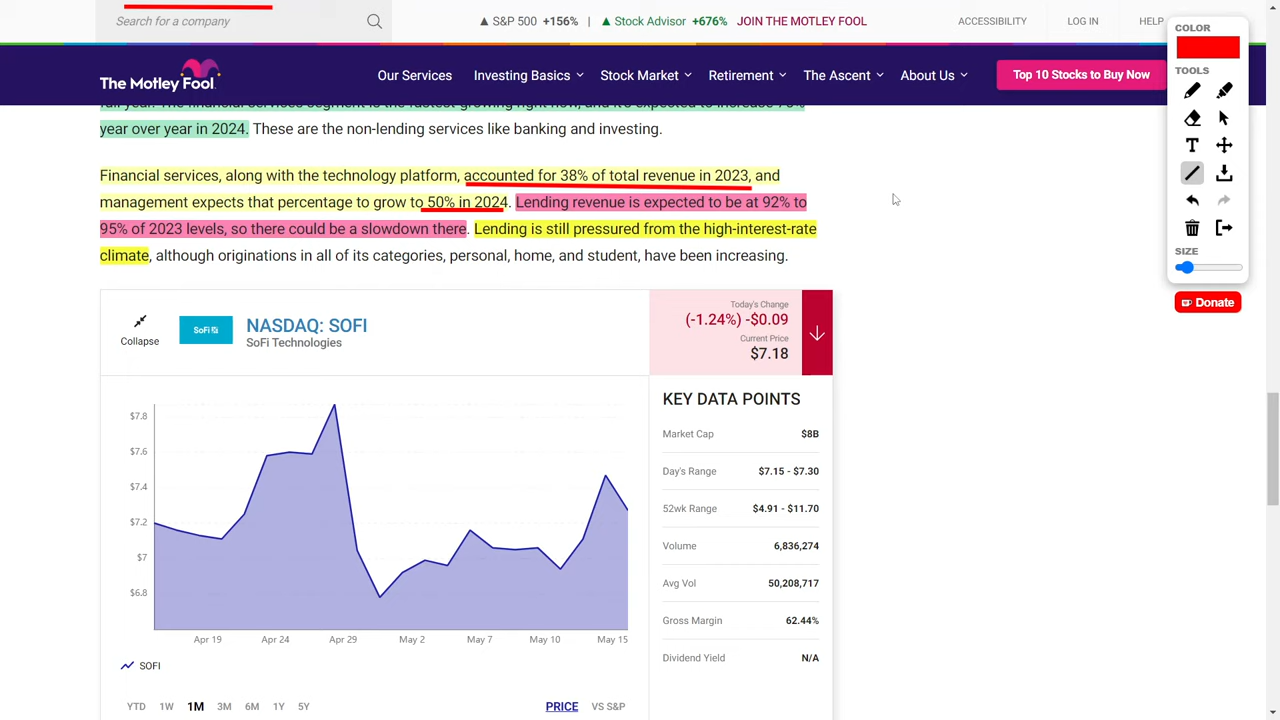 Search for a company
S&P 500 +156% | Stock Advisor +676% JOIN THE MOTLEY FOOL
ACCESSIBILITY LOG IN HELP
The Motley Fool
Our Services Investing Basics Stock Market Retirement The Ascent About Us Top 10 Stocks to Buy Now
year over year in 2024. These are the non-lending services like banking and investing.
Financial services, along with the technology platform, accounted for 38% of total revenue in 2023, and
management expects that percentage to grow to 50% in 2024. Lending revenue is expected to be at 92% to
95% of 2023 levels, so there could be a slowdown there. Lending is still pressured from the high-interest-rate
climate, although originations in all of its categories, personal, home, and student, have been increasing.
Collapse
SoFi
NASDAQ: SOFI
SoFi Technologies
Today's Change
(-1.24%) -$0.09
Current Price
$7.18
$7.8
$7.6
$7.4
$7.2
$7
$6.8
Apr 19 Apr 24 Apr 29 May 2 May 7 May 10 May 15
SOFI
YTD 1W 1M 3M 6M 1Y 5Y PRICE VS S&P
KEY DATA POINTS
Market Cap $8B
Day's Range $7.15 - $7.30
52wk Range $4.91 - $11.70
Volume 6,836,274
Avg Vol 50,208,717
Gross Margin 62.44%
Dividend Yield N/A
COLOR
TOOLS
T
SIZE
Donate